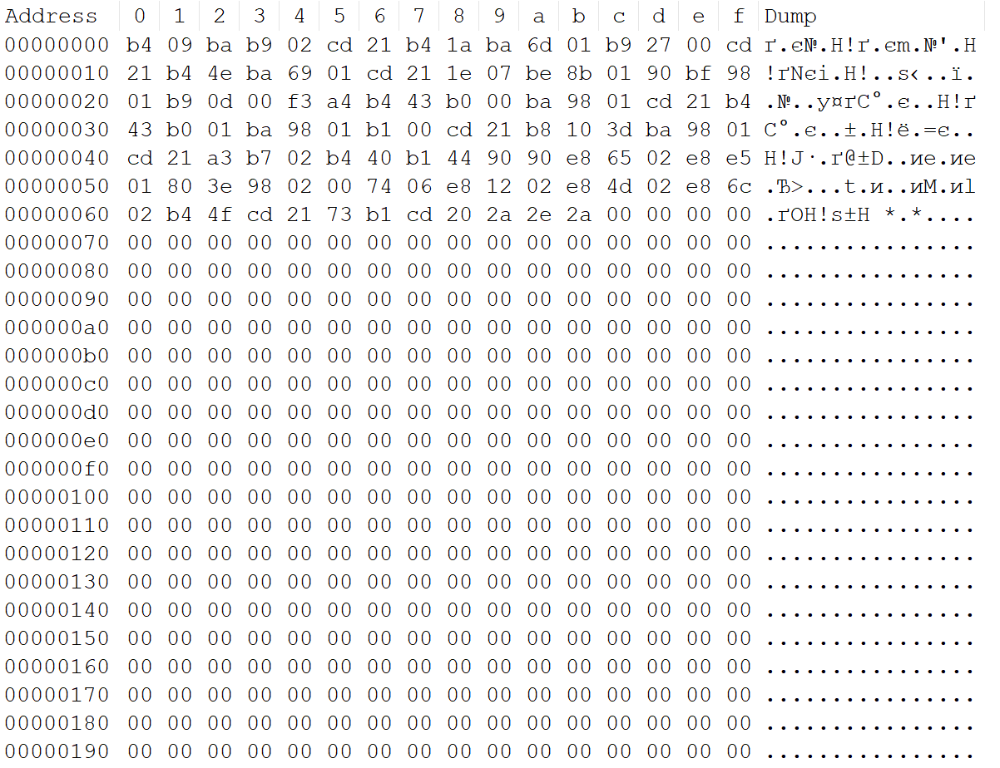 Address 0 1 2 3 4 5 6 7 8 9 a b c d e f Dump
00000000 b4 09 ba b9 02 cd 21 b4 1a ba 6d 01 b9 27 00 cd ґ.є№.Н!ґ.єm.№'.Н
00000010 21 b4 4e ba 69 01 cd 21 1e 07 be 8b 01 90 bf 98 !ґNєi.Н!..ѕ‹..ї.
00000020 01 b9 0d 00 f3 a4 b4 43 b0 00 ba 98 01 cd 21 b4 .№..у¤ґC°.є..Н!ґ
00000030 43 b0 01 ba 98 01 b1 00 cd 21 b8 10 3d ba 98 01 C°.є..±.Н!ё.=є..
00000040 cd 21 a3 b7 02 b4 40 b1 44 90 90 e8 65 02 e8 e5 Н!Ј·.ґ@±D..иe.ие
00000050 01 80 3e 98 02 00 74 06 e8 12 02 e8 4d 02 e8 6c .Ђ>...t.и..иM.иl
00000060 02 b4 4f cd 21 73 b1 cd 20 2a 2e 2a 00 00 00 00 .ґOН!s±Н *.*....
00000070 00 00 00 00 00 00 00 00 00 00 00 00 00 00 00 00 ................
00000080 00 00 00 00 00 00 00 00 00 00 00 00 00 00 00 00 ................
00000090 00 00 00 00 00 00 00 00 00 00 00 00 00 00 00 00 ................
000000a0 00 00 00 00 00 00 00 00 00 00 00 00 00 00 00 00 ................
000000b0 00 00 00 00 00 00 00 00 00 00 00 00 00 00 00 00 ................
000000c0 00 00 00 00 00 00 00 00 00 00 00 00 00 00 00 00 ................
000000d0 00 00 00 00 00 00 00 00 00 00 00 00 00 00 00 00 ................
000000e0 00 00 00 00 00 00 00 00 00 00 00 00 00 00 00 00 ................
000000f0 00 00 00 00 00 00 00 00 00 00 00 00 00 00 00 00 ................
00000100 00 00 00 00 00 00 00 00 00 00 00 00 00 00 00 00 ................
00000110 00 00 00 00 00 00 00 00 00 00 00 00 00 00 00 00 ................
00000120 00 00 00 00 00 00 00 00 00 00 00 00 00 00 00 00 ................
00000130 00 00 00 00 00 00 00 00 00 00 00 00 00 00 00 00 ................
00000140 00 00 00 00 00 00 00 00 00 00 00 00 00 00 00 00 ................
00000150 00 00 00 00 00 00 00 00 00 00 00 00 00 00 00 00 ................
00000160 00 00 00 00 00 00 00 00 00 00 00 00 00 00 00 00 ................
00000170 00 00 00 00 00 00 00 00 00 00 00 00 00 00 00 00 ................
00000180 00 00 00 00 00 00 00 00 00 00 00 00 00 00 00 00 ................
00000190 00 00 00 00 00 00 00 00 00 00 00 00 00 00 00 00 ................